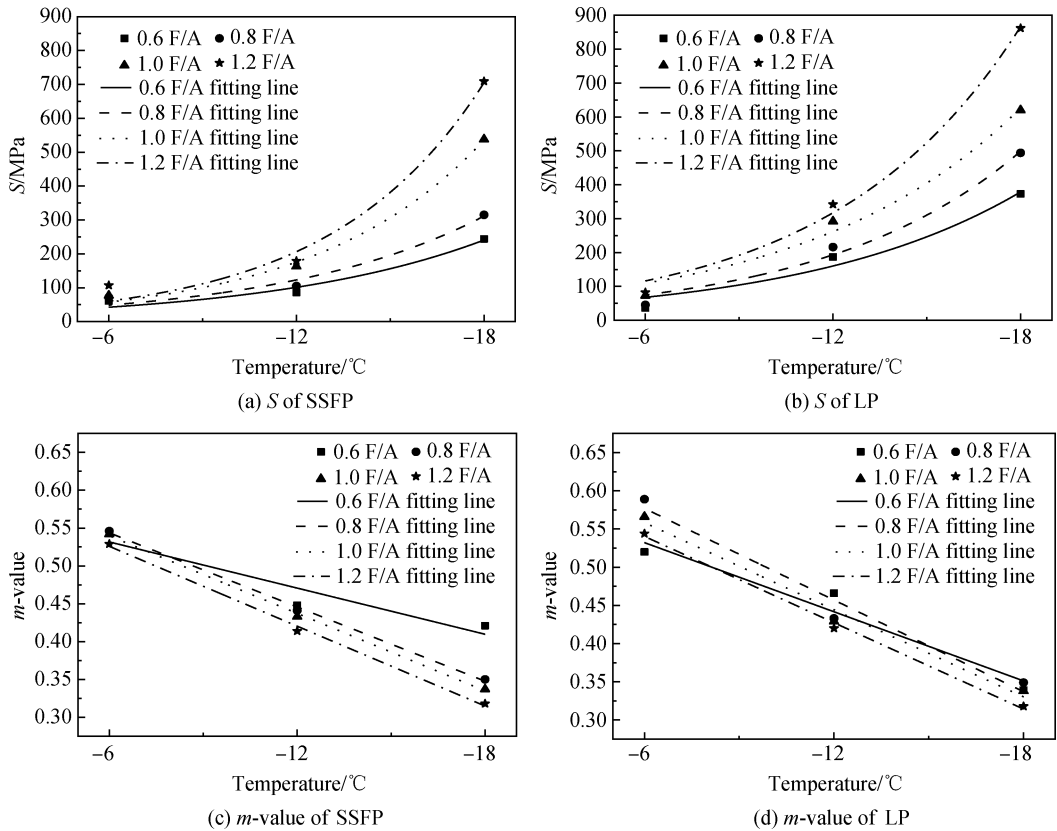 900
800
700
600
500
400
300
200
100
0
S/MPa
0.6 F/A 0.8 F/A
1.0 F/A 1.2 F/A
0.6 F/A fitting line
0.8 F/A fitting line
1.0 F/A fitting line
1.2 F/A fitting line
−6 −12 −18
Temperature/℃
(a) S of SSFP
900
800
700
600
500
400
300
200
100
0
S/MPa
0.6 F/A 0.8 F/A
1.0 F/A 1.2 F/A
0.6 F/A fitting line
0.8 F/A fitting line
1.0 F/A fitting line
1.2 F/A fitting line
−6 −12 −18
Temperature/℃
(b) S of LP
0.65
0.60
0.55
0.50
0.45
0.40
0.35
0.30
m-value
0.6 F/A 0.8 F/A
1.0 F/A 1.2 F/A
0.6 F/A fitting line
0.8 F/A fitting line
1.0 F/A fitting line
1.2 F/A fitting line
−6 −12 −18
Temperature/℃
(c) m-value of SSFP
0.65
0.60
0.55
0.50
0.45
0.40
0.35
0.30
m-value
0.6 F/A 0.8 F/A
1.0 F/A 1.2 F/A
0.6 F/A fitting line
0.8 F/A fitting line
1.0 F/A fitting line
1.2 F/A fitting line
−6 −12 −18
Temperature/℃
(d) m-value of LP